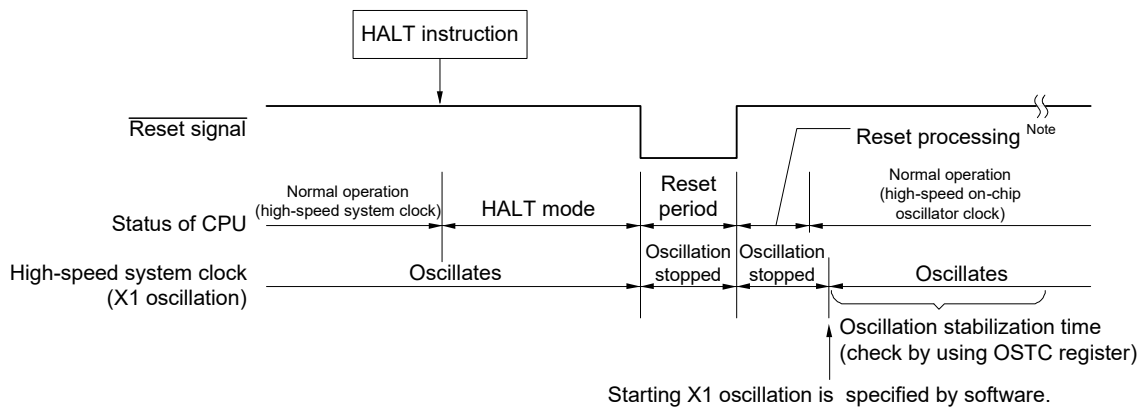 HALT instruction
Reset signal
Reset processing Note
Status of CPU
Normal operation
(high-speed system clock)
HALT mode
Reset
period
Normal operation
(high-speed on-chip
oscillator clock)
High-speed system clock
(X1 oscillation)
Oscillates
Oscillation
stopped
Oscillation
stopped
Oscillates
Oscillation stabilization time
(check by using OSTC register)
Starting X1 oscillation is specified by software.